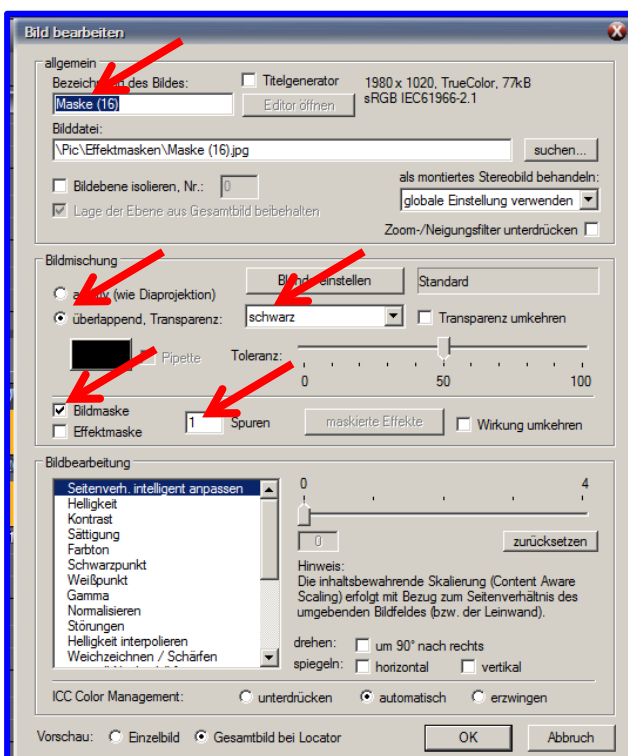 Bild bearbeiten
allgemein
des Bildes:
Titelgenerator
1980 x 1020, TrueColor, 77kB
Maske (16)
Editor öffnen
sRGB IEC61966-2.1
Bilddatei:
\Pic\Effektmasken\Maske (16).jpg
suchen...
als montiertes Stereobild behandeln:
Bildebene isolieren, Nr.: 0
globale Einstellung verwenden
Lage der Ebene aus Gesamtbild beibehalten
Zoom-/Neigungsfilter unterdrücken
Bildmischung
(wie Diaprojektion)
einstellen
Standard
überlappend, Transparenz:
schwarz
Transparenz umkehren
Pipette
Toleranz:
0 50 100
Bildmaske
Effektmaske
1 Spuren
maskierte Effekte
Wirkung umkehren
Bildbearbeitung
Seitenverh. intelligent anpassen
Helligkeit
Kontrast
Sättigung
Farbton
Schwarzpunkt
Weißpunkt
Gamma
Normalisieren
Störungen
Helligkeit interpolieren
Weichzeichnen / Schärfen
0 4
0
zurücksetzen
Hinweis:
Die inhaltsbewahrende Skalierung (Content Aware
Scaling) erfolgt mit Bezug zum Seitenverhältnis des
umgebenden Bildfeldes (bzw. der Leinwand).
drehen: um 90° nach rechts
spiegeln: horizontal vertikal
ICC Color Management: unterdrücken automatisch erzwingen
Vorschau: Einzelbild Gesamtbild bei Locator
OK
Abbruch